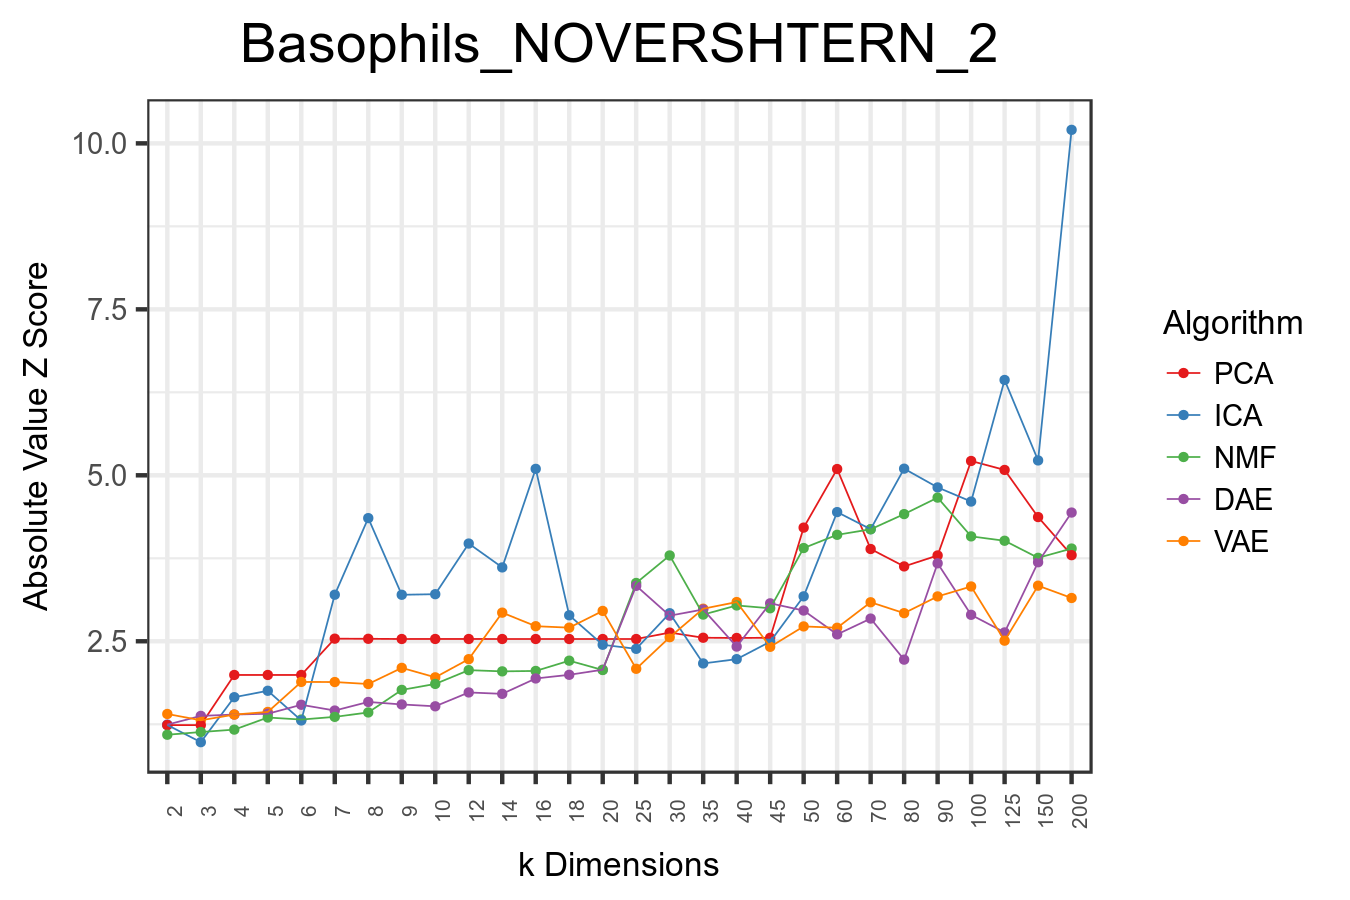 Basophils_NOVERSHTERN_2
Absolute Value Z Score
10.0
7.5
5.0
2.5
2 3 4 5 6 7 8 9 10 12 14 16 18 20 25 30 35 40 45 50 60 70 80 90 100 125 150 200
k Dimensions
Algorithm
PCA
ICA
NMF
DAE
VAE